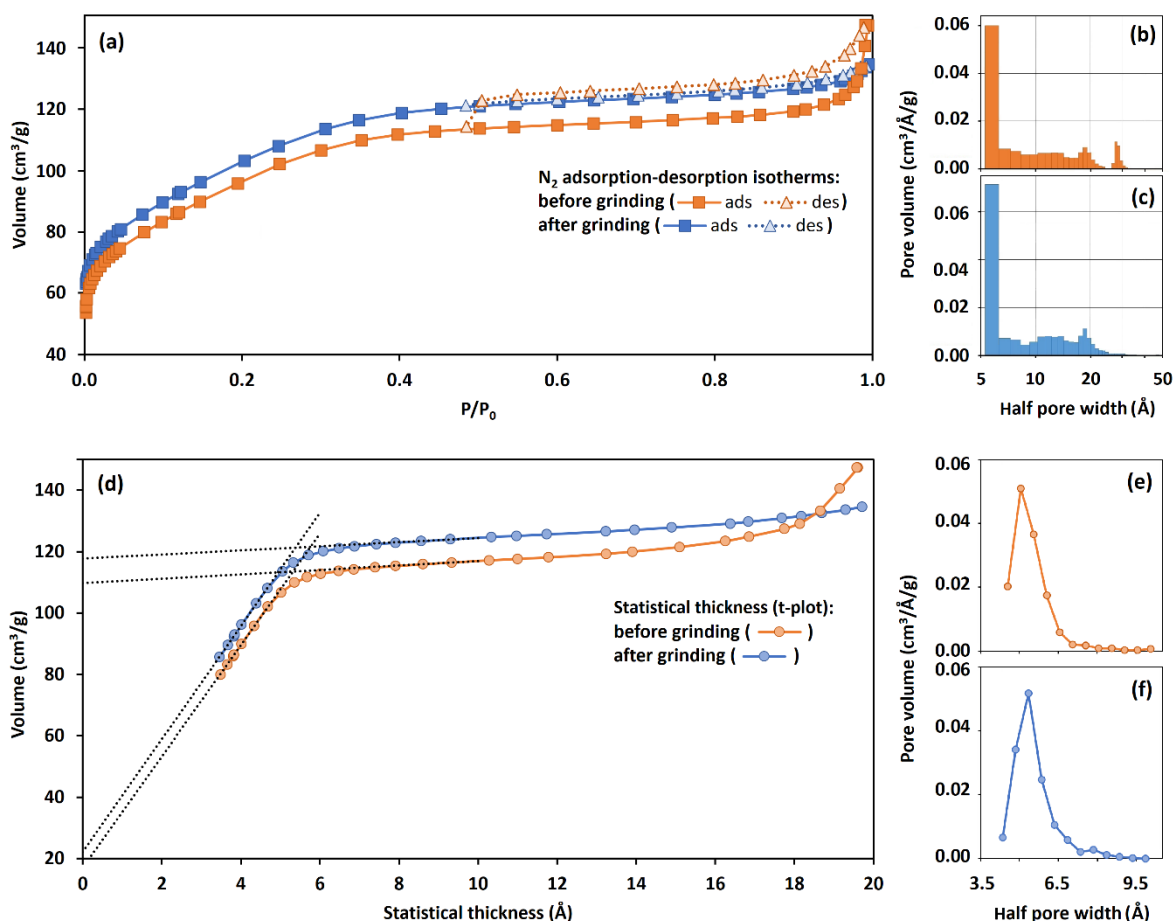 (a)
Volume (cm³/g)
140
120
100
80
60
40
0.0 0.2 0.4 0.6 0.8 1.0
P/P₀
N₂ adsorption-desorption isotherms:
before grinding ( ads des)
after grinding ( ads des)
(b)
0.06
0.04
0.02
0.00
(c)
Pore volume (cm³/Å/g)
0.06
0.04
0.02
0.00
5 10 20 50
Half pore width (Å)
(d)
Volume (cm³/g)
140
120
100
80
60
40
20
0 2 4 6 8 10 12 14 16 18 20
Statistical thickness (Å)
Statistical thickness (t-plot):
before grinding ( )
after grinding ( )
(e)
0.06
0.04
0.02
0.00
(f)
Pore volume (cm³/Å/g)
0.06
0.04
0.02
0.00
3.5 6.5 9.5
Half pore width (Å)